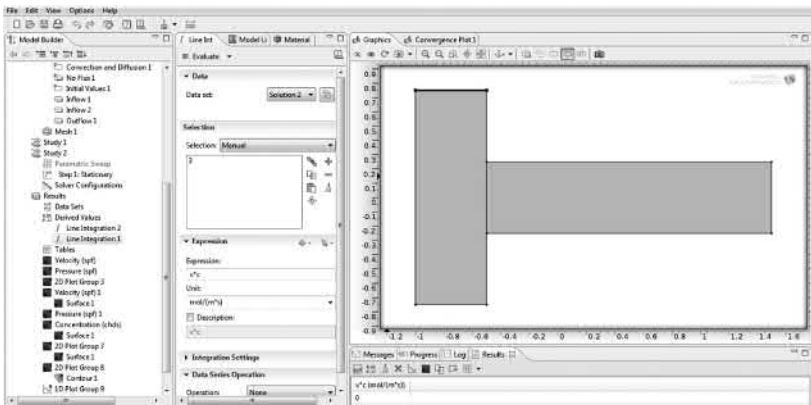 File Edit View Options Help
Model Builder
Convection and Diffusion 1
No Flux 1
Initial Values 1
Inflow 1
Inflow 2
Outflow 1
Mesh 1
Study 1
Study 2
Parametric Sweep
Step 1: Stationary
Solver Configurations
Results
Data Sets
Derived Values
Line Integration 2
Line Integration 1
Tables
Velocity (spf)
Pressure (spf)
2D Plot Group 3
Velocity (spf) 1
Surface 1
Pressure (spf) 1
Concentration (chds)
Surface 1
2D Plot Group 7
Surface 1
2D Plot Group 8
Contour 1
1D Plot Group 9
Line Int Model Li Material
Evaluate
Data
Data set: Solution 2
Selection
Selection: Manual
3
Expression
Expression:
v*c
Unit:
mol/(m*s)
Description:
v*c
Integration Settings
Data Series Operation
Operation: None
Graphics Convergence Plot 1
0.9
0.8
0.7
0.6
0.5
0.4
0.3
0.2
0.1
0
-0.1
-0.2
-0.3
-0.4
-0.5
-0.6
-0.7
-0.8
-0.9
-1.2 -1 -0.8 -0.6 -0.4 -0.2 0 0.2 0.4 0.6 0.8 1 1.2 1.4 1.6
Messages Progress Log Results
v*c (mol/(m*s))
0